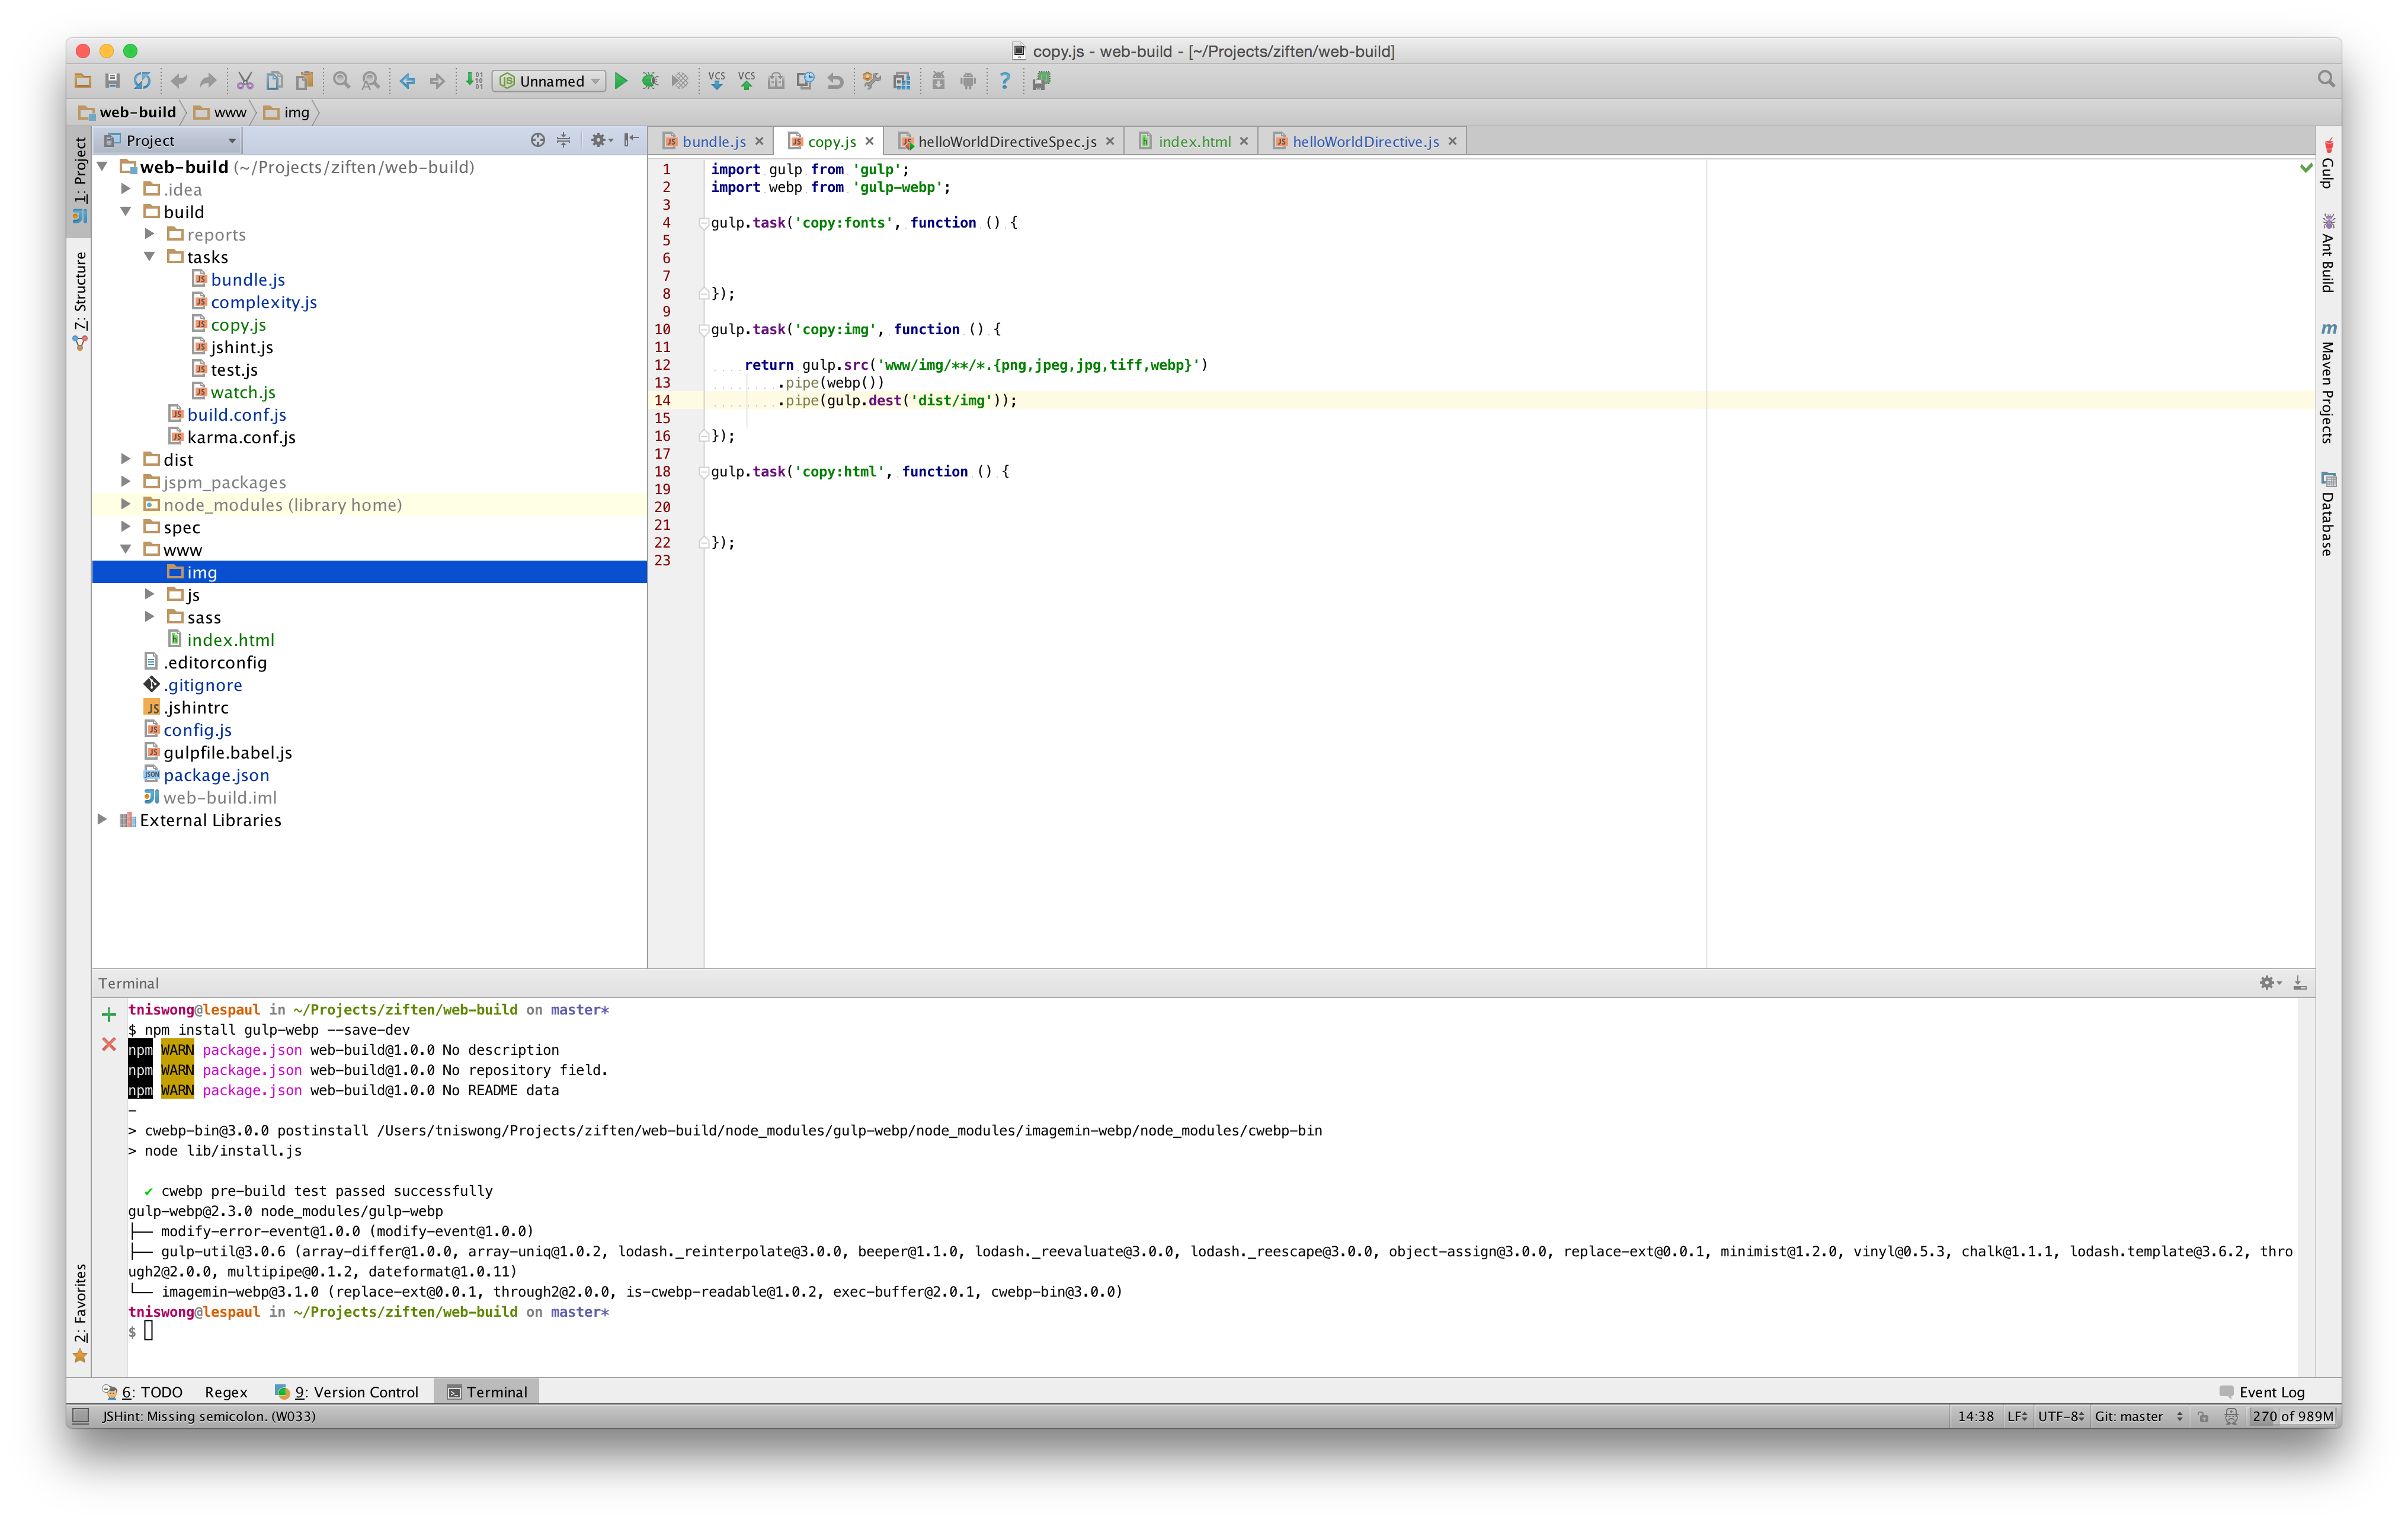 copy.js - web-build - [~/Projects/ziften/web-build]
Unnamed
VCS VCS
web-build www img
Project
bundle.js copy.js helloWorldDirectiveSpec.js index.html helloWorldDirective.js
1: Project
7: Structure
2: Favorites
web-build (~/Projects/ziften/web-build)
.idea
build
reports
tasks
bundle.js
complexity.js
copy.js
jshint.js
test.js
watch.js
build.conf.js
karma.conf.js
dist
jspm_packages
node_modules (library home)
spec
www
img
js
sass
index.html
.editorconfig
.gitignore
.jshintrc
config.js
gulpfile.babel.js
package.json
web-build.iml
External Libraries
1 import gulp from 'gulp';
2 import webp from 'gulp-webp';
3
4 gulp.task('copy:fonts', function () {
5
6
7
8 });
9
10 gulp.task('copy:img', function () {
11
12 return gulp.src('www/img/**/*.{png,jpeg,jpg,tiff,webp}')
13 .pipe(webp())
14 .pipe(gulp.dest('dist/img'));
15
16 });
17
18 gulp.task('copy:html', function () {
19
20
21
22 });
23
Gulp
Ant Build
Maven Projects
Database
Terminal
tniswong@lespaul in ~/Projects/ziften/web-build on master*
$ npm install gulp-webp --save-dev
npm WARN package.json web-build@1.0.0 No description
npm WARN package.json web-build@1.0.0 No repository field.
npm WARN package.json web-build@1.0.0 No README data
-
> cwebp-bin@3.0.0 postinstall /Users/tniswong/Projects/ziften/web-build/node_modules/gulp-webp/node_modules/imagemin-webp/node_modules/cwebp-bin
> node lib/install.js
✔ cwebp pre-build test passed successfully
gulp-webp@2.3.0 node_modules/gulp-webp
├── modify-error-event@1.0.0 (modify-event@1.0.0)
├── gulp-util@3.0.6 (array-differ@1.0.0, array-uniq@1.0.2, lodash._reinterpolate@3.0.0, beeper@1.1.0, lodash._reevaluate@3.0.0, lodash._reescape@3.0.0, object-assign@3.0.0, replace-ext@0.0.1, minimist@1.2.0, vinyl@0.5.3, chalk@1.1.1, lodash.template@3.6.2, thro
ugh2@2.0.0, multipipe@0.1.2, dateformat@1.0.11)
└── imagemin-webp@3.1.0 (replace-ext@0.0.1, through2@2.0.0, is-cwebp-readable@1.0.2, exec-buffer@2.0.1, cwebp-bin@3.0.0)
tniswong@lespaul in ~/Projects/ziften/web-build on master*
$
6: TODO Regex 9: Version Control Terminal Event Log
JSHint: Missing semicolon. (W033) 14:38 LF UTF-8 Git: master 270 of 989M